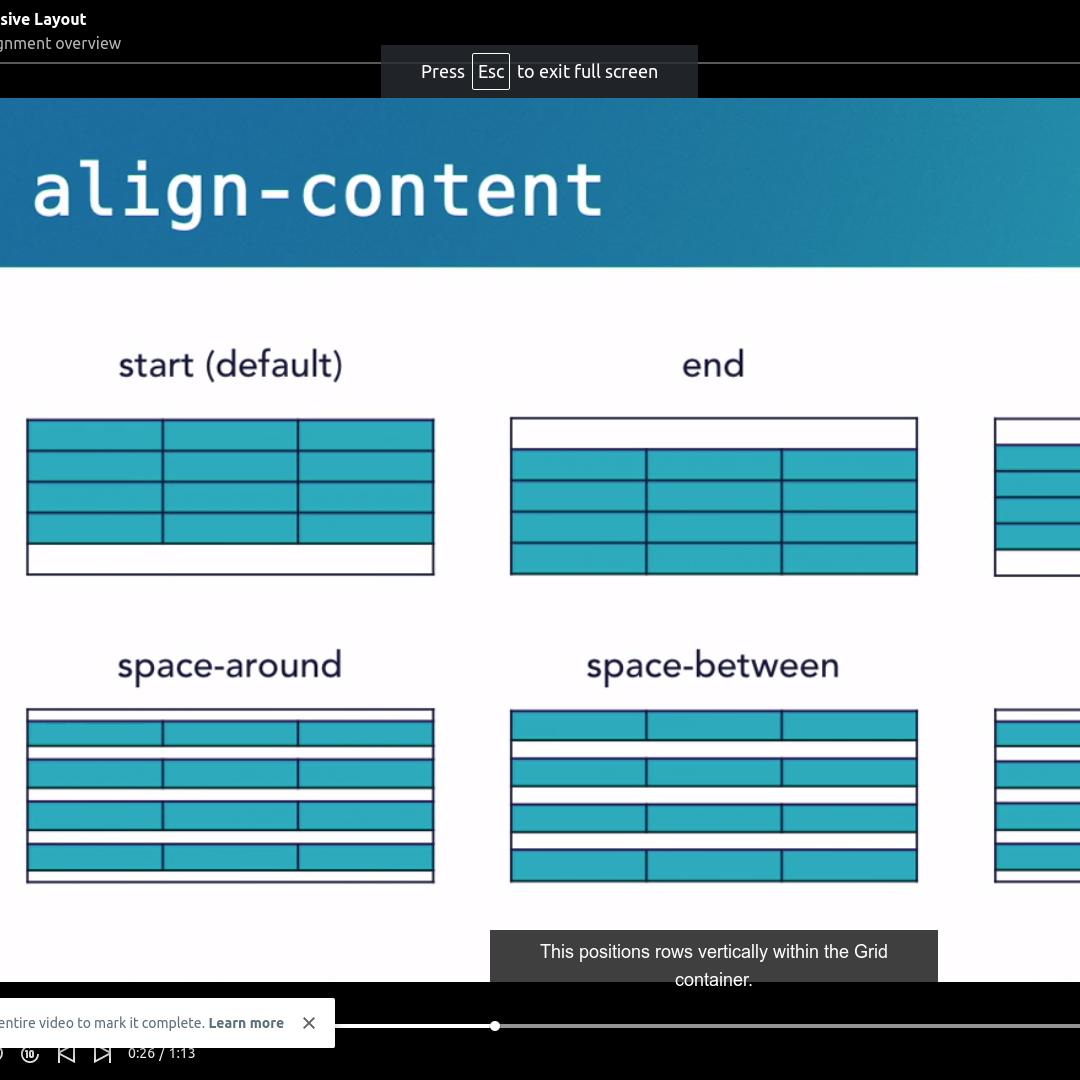 sive Layout
gnment overview
Press Esc to exit full screen
align-content
start (default)
end
space-around
space-between
This positions rows vertically within the Grid
container.
entire video to mark it complete. Learn more
10
0:26 / 1:13